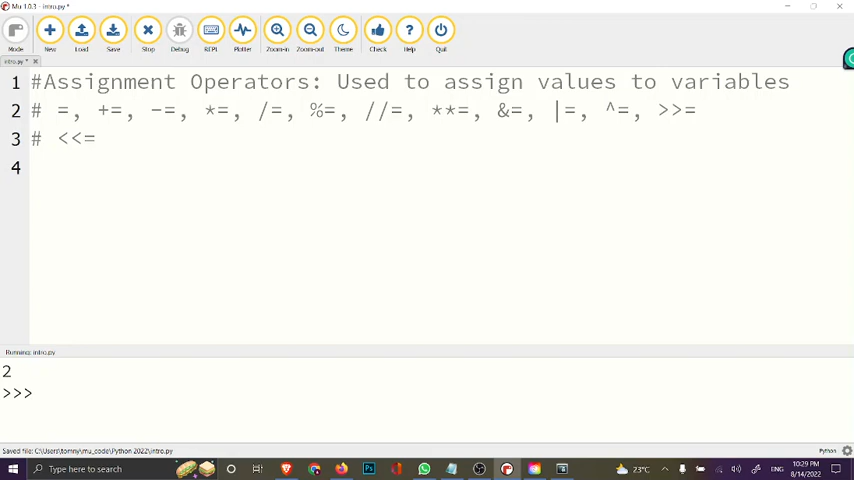 Mu 1.0.3 - intro.py *
Mode
New
Load
Save
Stop
Debug
REPL
Plotter
Zoom-in
Zoom-out
Theme
Check
Help
Quit
intro.py *
1 #Assignment Operators: Used to assign values to variables
2 # =, +=, -=, *=, /=, %=, //=, **=, &=, |=, ^=, >>=
3 # <<=
4
Running: intro.py
2
>>>
Saved file: C:\Users\tommy\mu_code\Python 2022\intro.py
Python
Type here to search
Ps
23°C
ENG
10:29 PM
8/14/2022